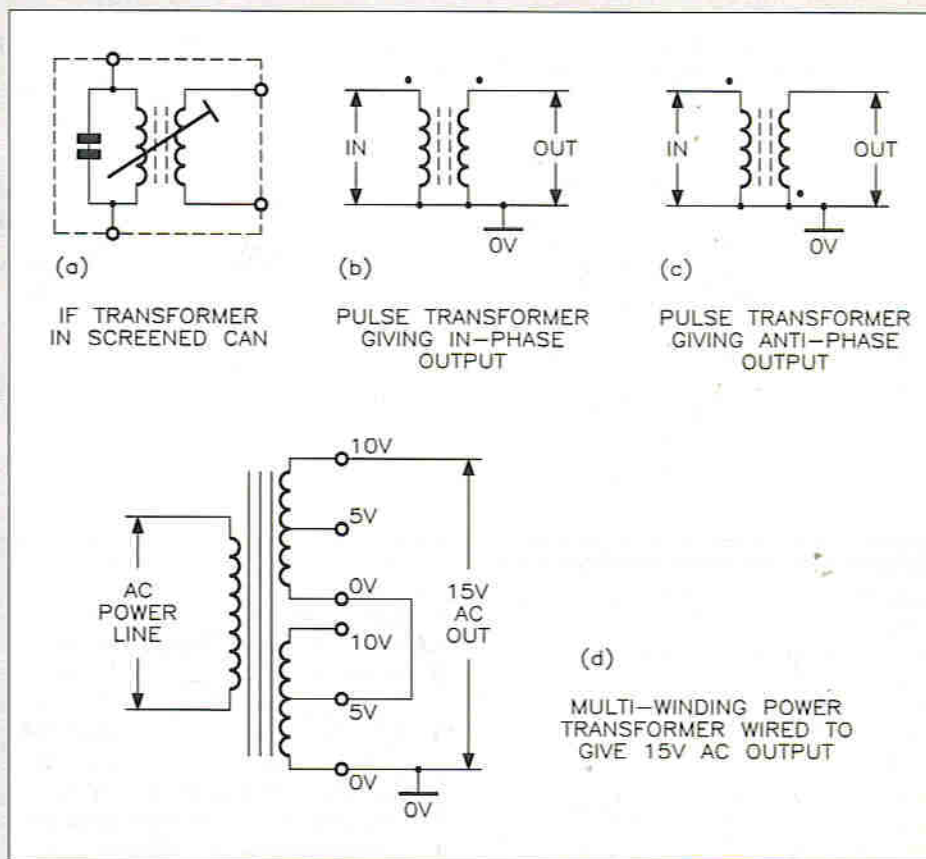 IN
OUT
0V
IN
OUT
0V
(a)
(b)
(c)
IF TRANSFORMER
IN SCREENED CAN
PULSE TRANSFORMER
GIVING IN-PHASE
OUTPUT
PULSE TRANSFORMER
GIVING ANTI-PHASE
OUTPUT
AC
POWER
LINE
10V
5V
0V
10V
5V
0V
15V
AC
OUT
0V
(d)
MULTI-WINDING POWER
TRANSFORMER WIRED TO
GIVE 15V AC OUTPUT